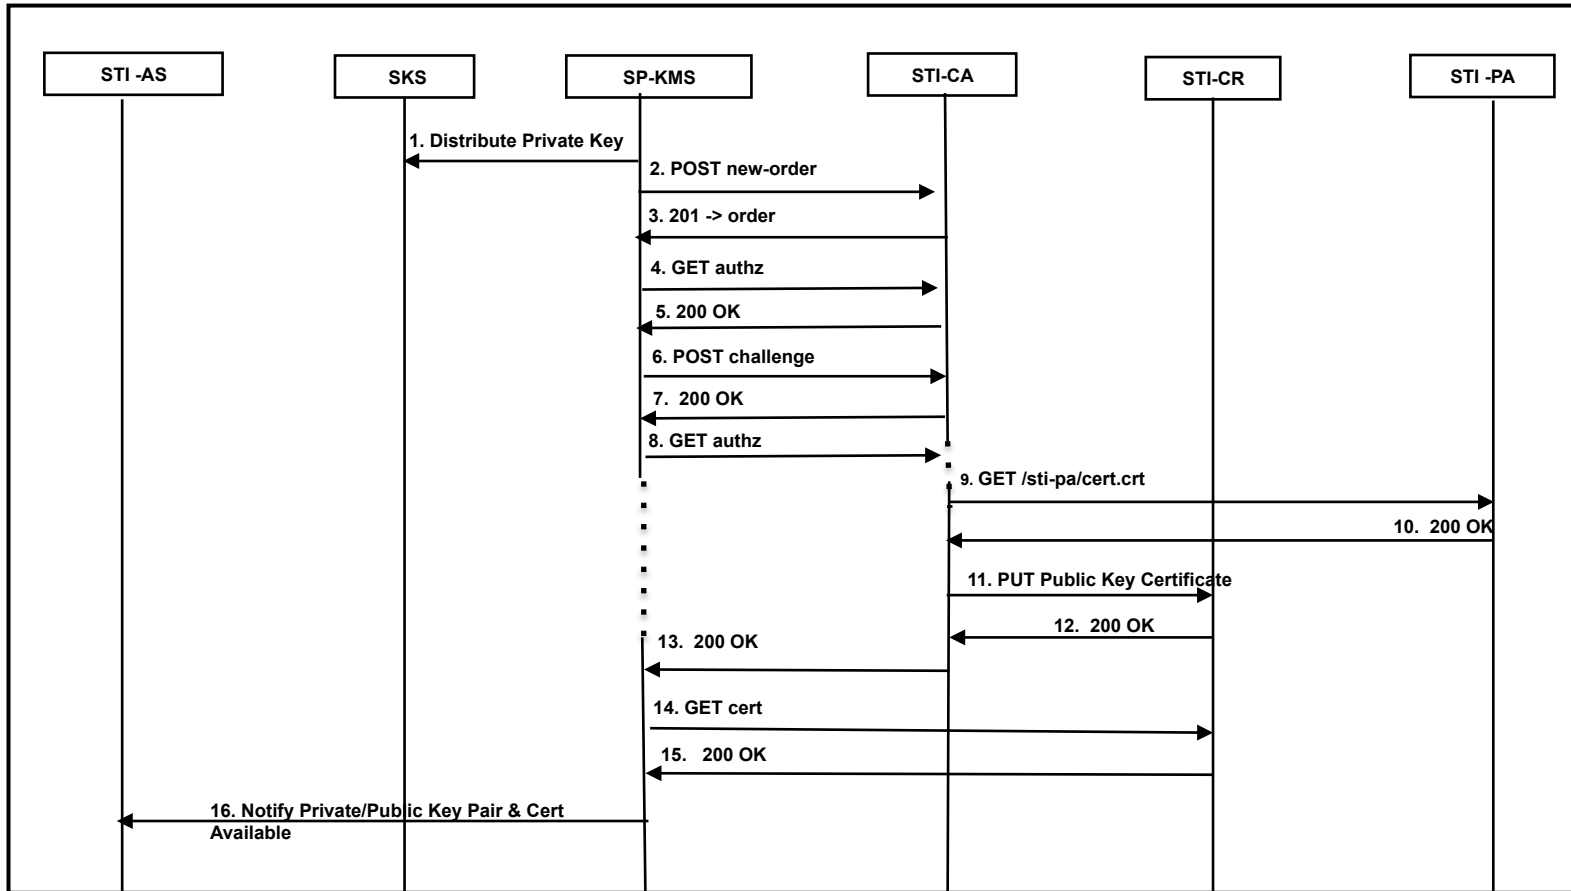 STI -AS
SKS
SP-KMS
STI-CA
STI-CR
STI -PA
1. Distribute Private Key
2. POST new-order
3. 201 -> order
4. GET authz
5. 200 OK
6. POST challenge
7.  200 OK
8. GET authz
9. GET /sti-pa/cert.crt
10.  200 OK
11. PUT Public Key Certificate
12.  200 OK
13.  200 OK
14. GET cert
15.   200 OK
16. Notify Private/Public Key Pair & Cert
Available